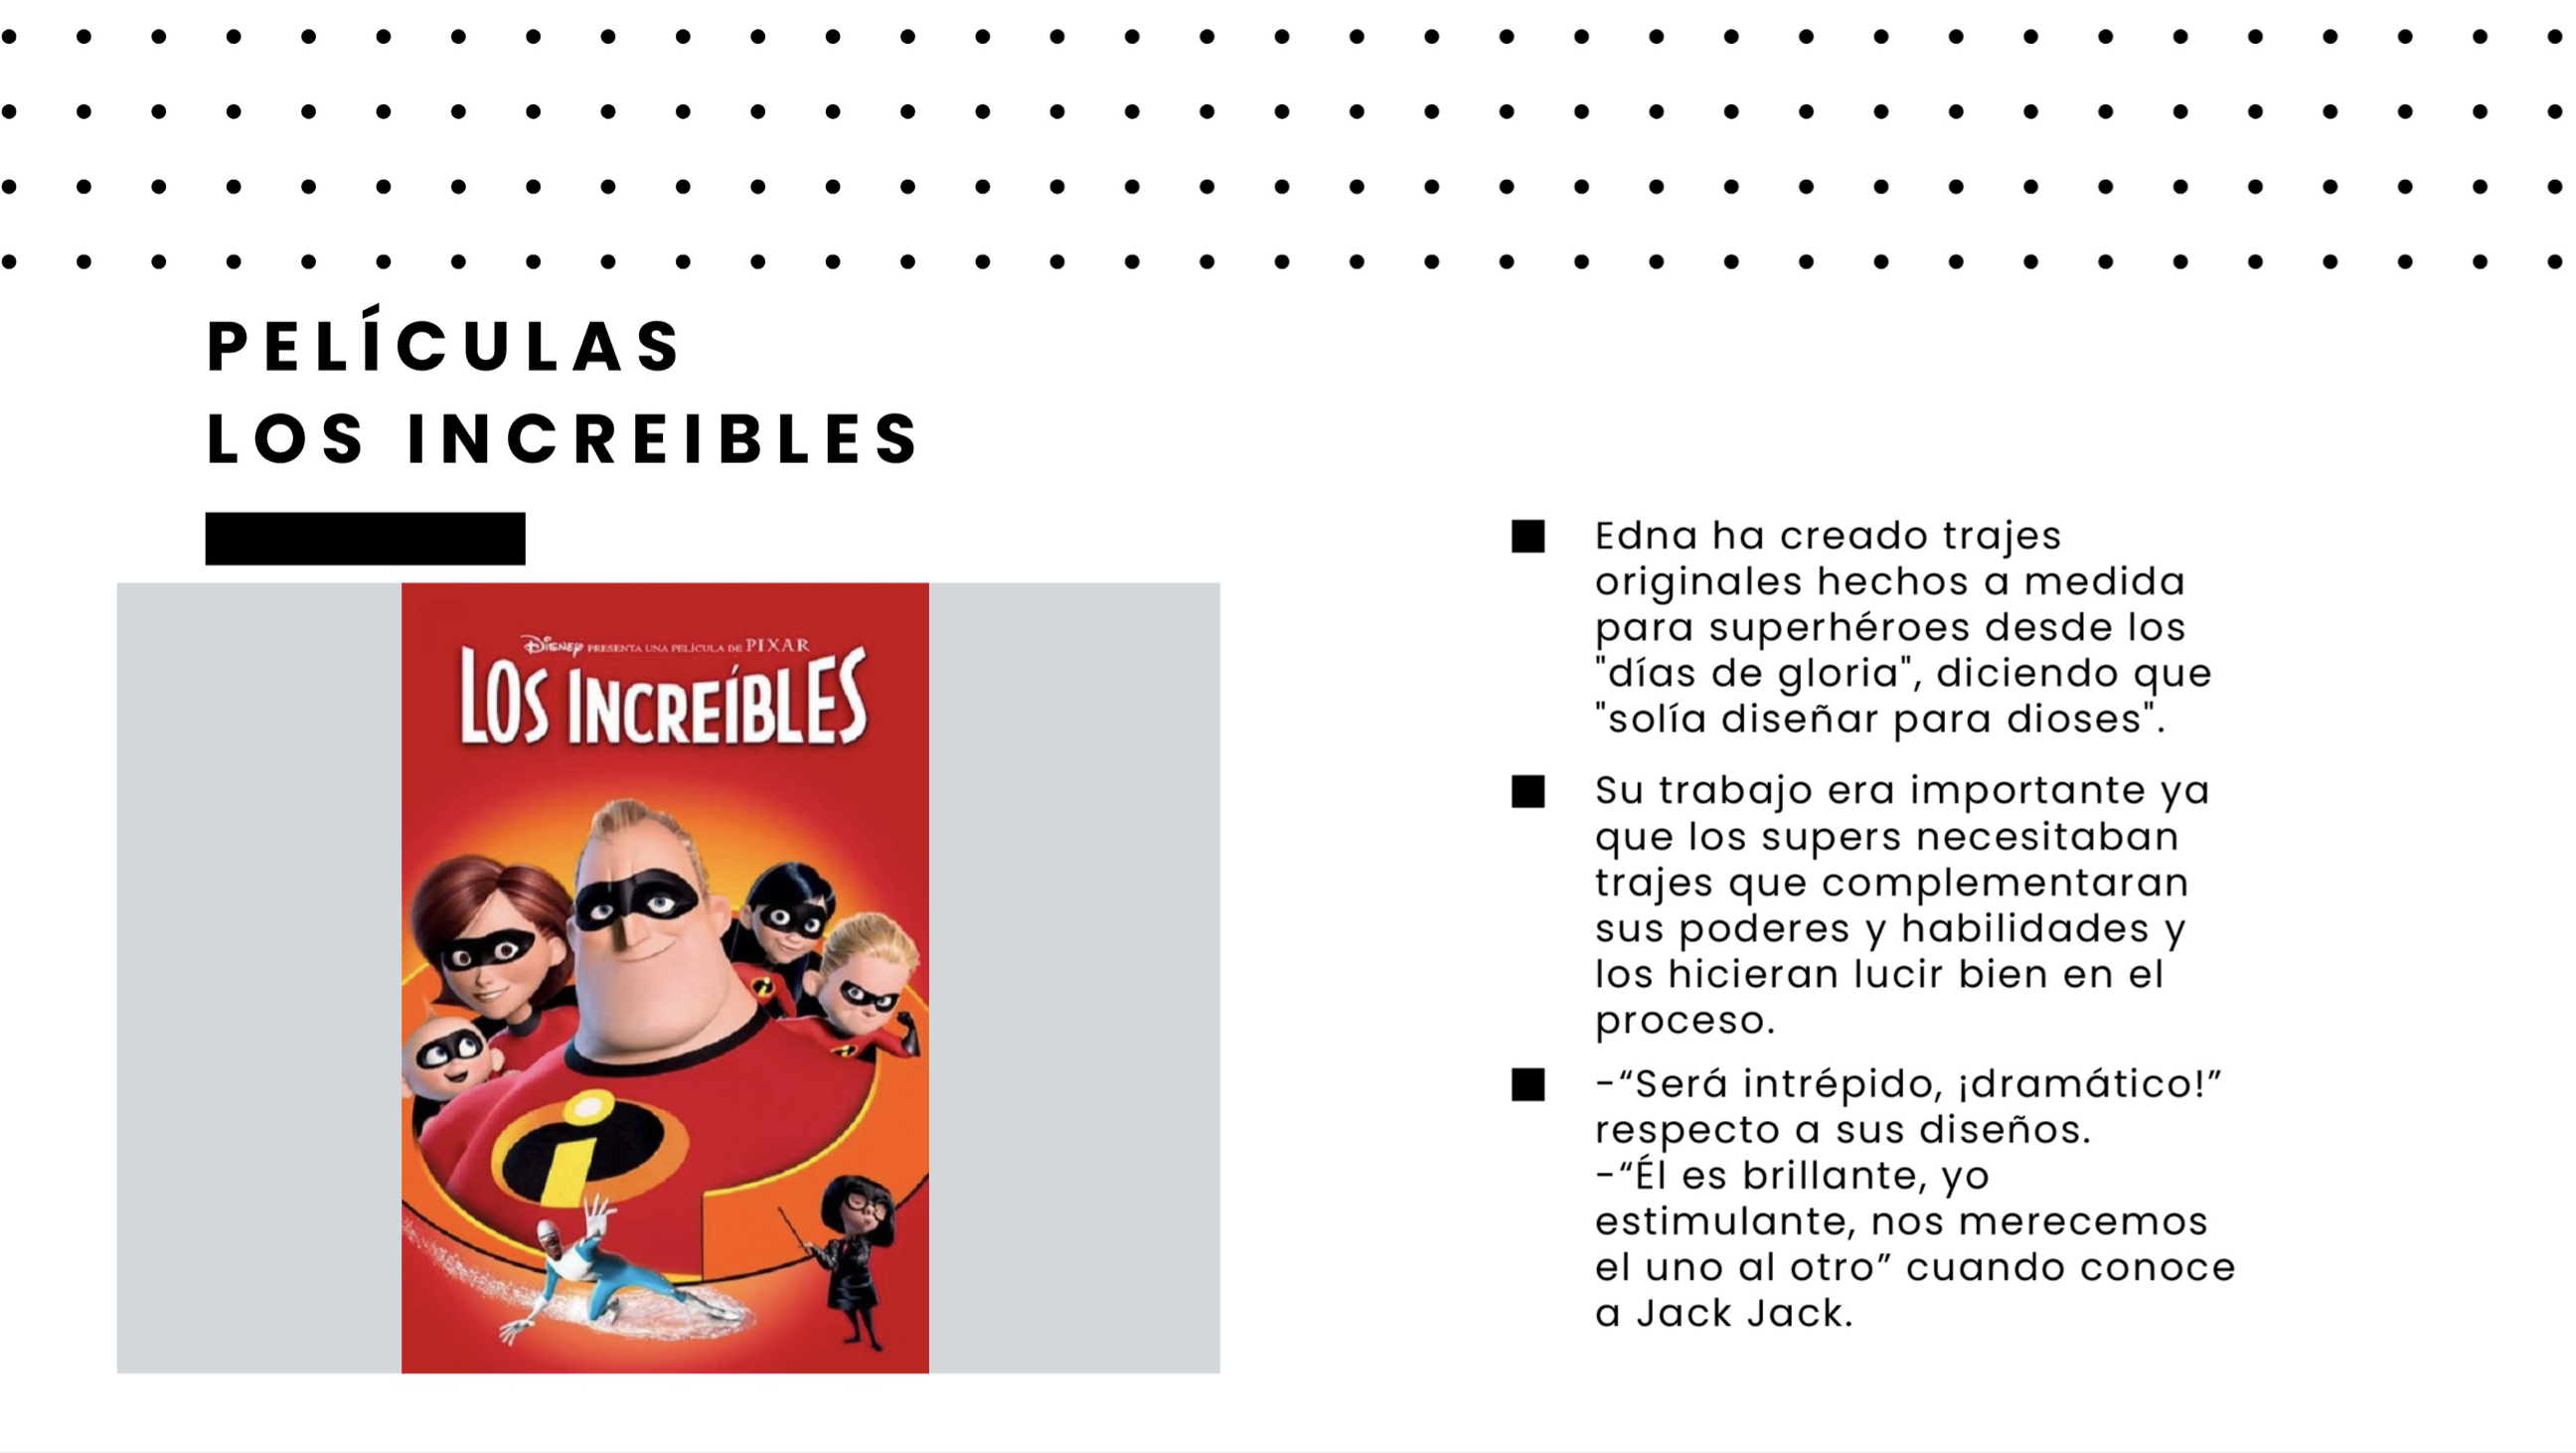 PELÍCULAS
LOS INCREIBLES
Disney PRESENTA UNA PELÍCULA DE PIXAR
LOS INCREÍBLES
Edna ha creado trajes
originales hechos a medida
para superhéroes desde los
"días de gloria", diciendo que
"solía diseñar para dioses".
Su trabajo era importante ya
que los supers necesitaban
trajes que complementaran
sus poderes y habilidades y
los hicieran lucir bien en el
proceso.
-“Será intrépido, ¡dramático!”
respecto a sus diseños.
-“Él es brillante, yo
estimulante, nos merecemos
el uno al otro” cuando conoce
a Jack Jack.